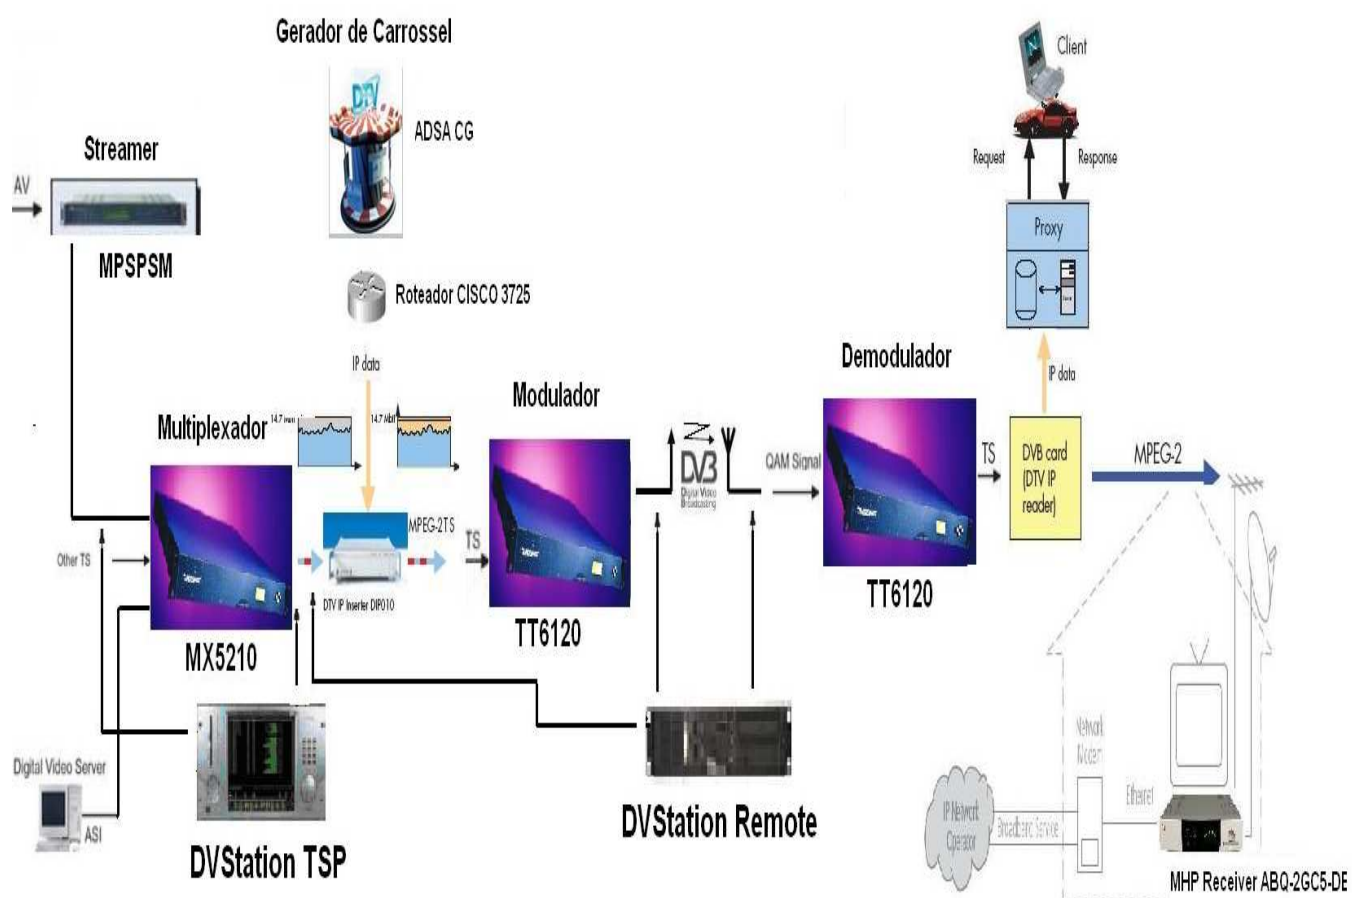 Gerador de Carrossel
DTV
ADSA CG
Client
Streamer
AV
Request
Response
MPSPSM
Proxy
Roteador CISCO 3725
IP data
Demodulador
IP data
Modulador
Multiplexador
14.7 Mbit
DVB
Digital Video
Broadcasting
QAM Signal
TS
DVB card
(DTV IP
reader)
MPEG-2
MPEG-2TS
TS
Other TS
DTV IP Inserter DIP010
MX5210
TT6120
TT6120
Digital Video Server
ASI
DVStation TSP
DVStation Remote
Network
Modem
Ethernet
IP Network
Operator
Broadband Service
MHP Receiver ABQ-2GC5-DE